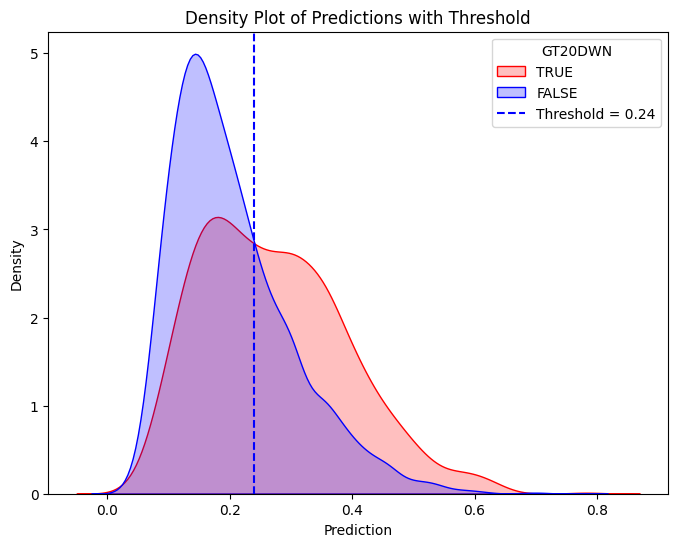 Density Plot of Predictions with Threshold
GT20DWN
TRUE
FALSE
Threshold = 0.24
Density
5
4
3
2
1
0
0.0 0.2 0.4 0.6 0.8
Prediction